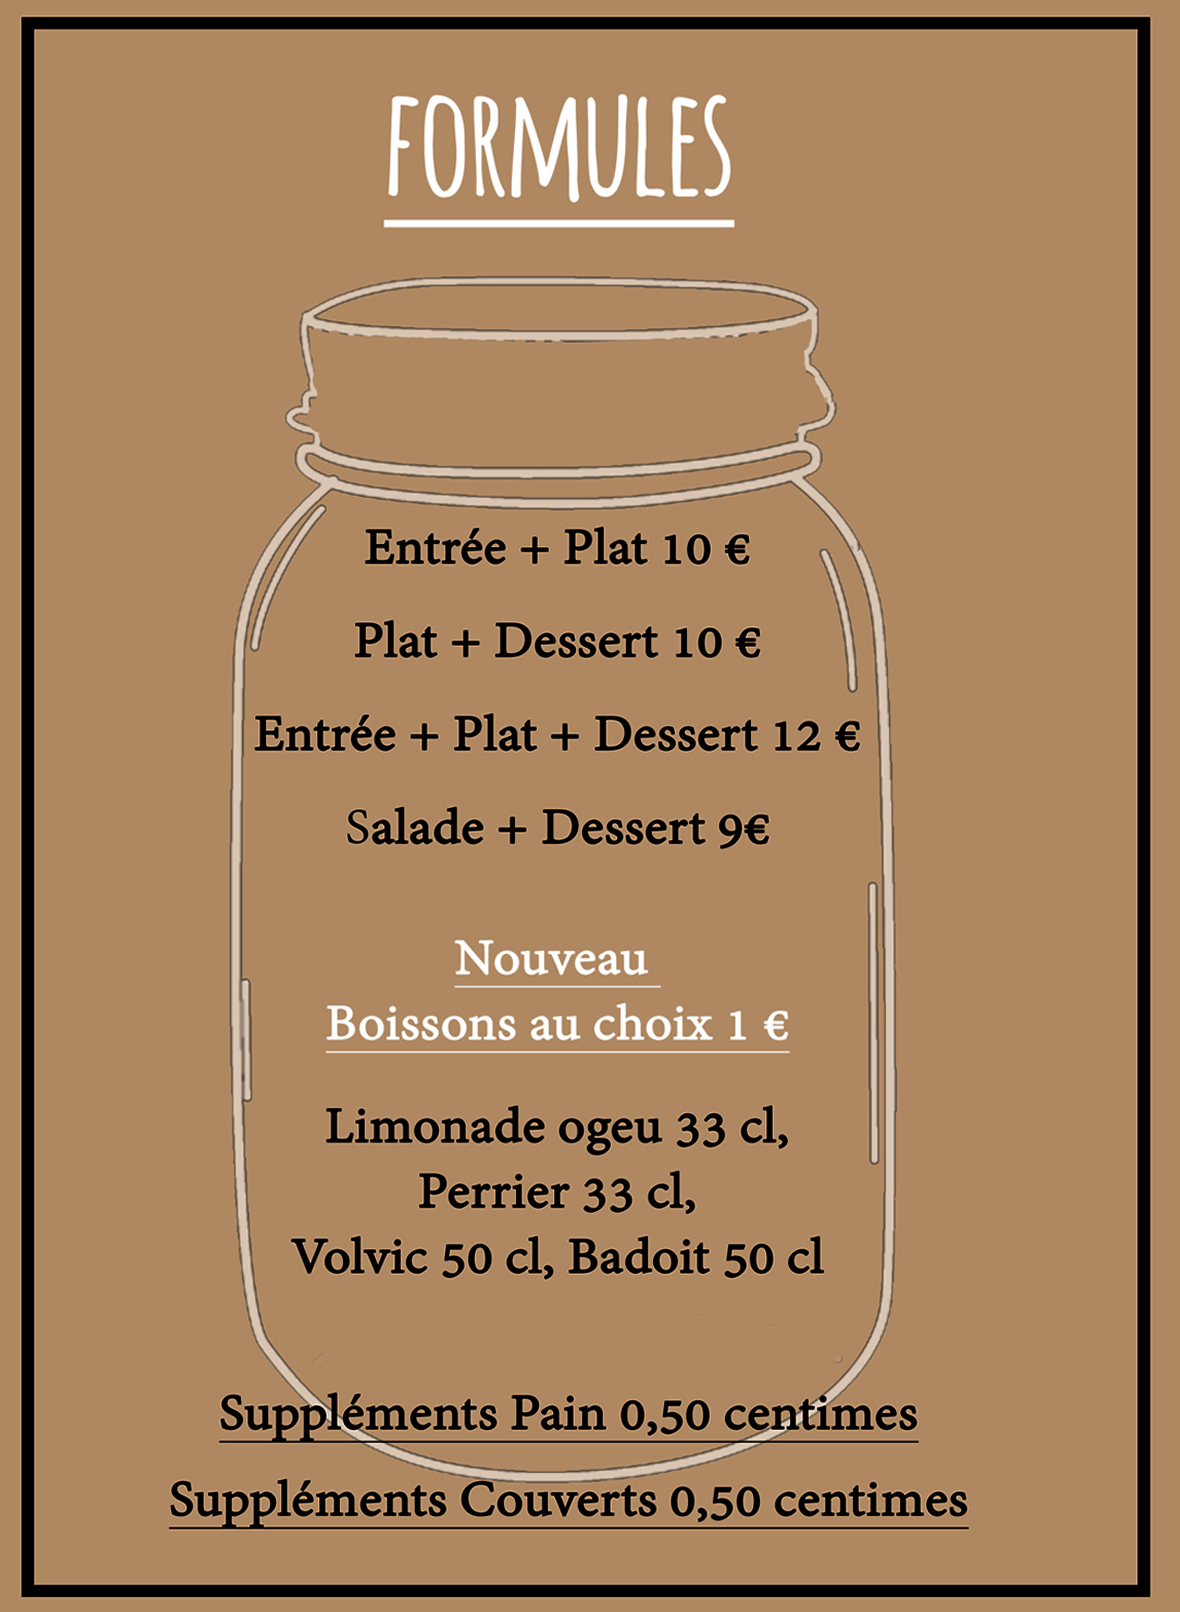 FORMULES
Entrée + Plat 10 €
Plat + Dessert 10 €
Entrée + Plat + Dessert 12 €
Salade + Dessert 9€
Nouveau
Boissons au choix 1 €
Limonade ogeu 33 cl,
Perrier 33 cl,
Volvic 50 cl, Badoit 50 cl
Suppléments Pain 0,50 centimes
Suppléments Couverts 0,50 centimes